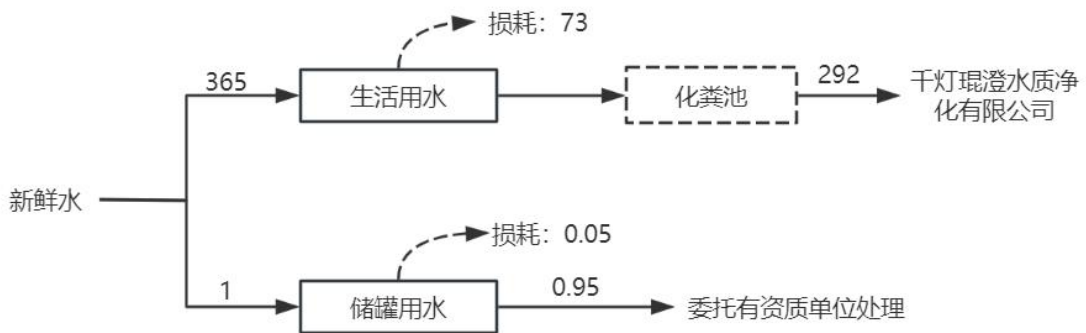 损耗：73
365
生活用水
化粪池
292
千灯琨澄水质净
化有限公司
新鲜水
损耗：0.05
1
储罐用水
0.95
委托有资质单位处理